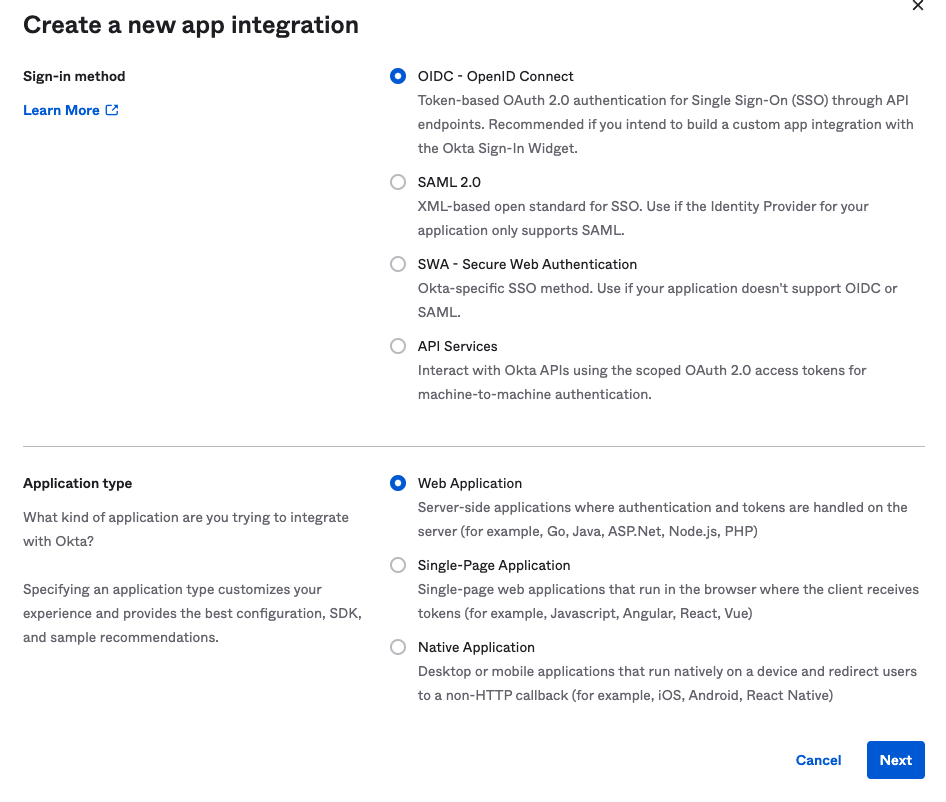 Create a new app integration
Sign-in method
Learn More
OIDC - OpenID Connect
Token-based OAuth 2.0 authentication for Single Sign-On (SSO) through API
endpoints. Recommended if you intend to build a custom app integration with
the Okta Sign-In Widget.
SAML 2.0
XML-based open standard for SSO. Use if the Identity Provider for your
application only supports SAML.
SWA - Secure Web Authentication
Okta-specific SSO method. Use if your application doesn't support OIDC or
SAML.
API Services
Interact with Okta APIs using the scoped OAuth 2.0 access tokens for
machine-to-machine authentication.
Application type
What kind of application are you trying to integrate
with Okta?
Specifying an application type customizes your
experience and provides the best configuration, SDK,
and sample recommendations.
Web Application
Server-side applications where authentication and tokens are handled on the
server (for example, Go, Java, ASP.Net, Node.js, PHP)
Single-Page Application
Single-page web applications that run in the browser where the client receives
tokens (for example, Javascript, Angular, React, Vue)
Native Application
Desktop or mobile applications that run natively on a device and redirect users
to a non-HTTP callback (for example, iOS, Android, React Native)
Cancel
Next